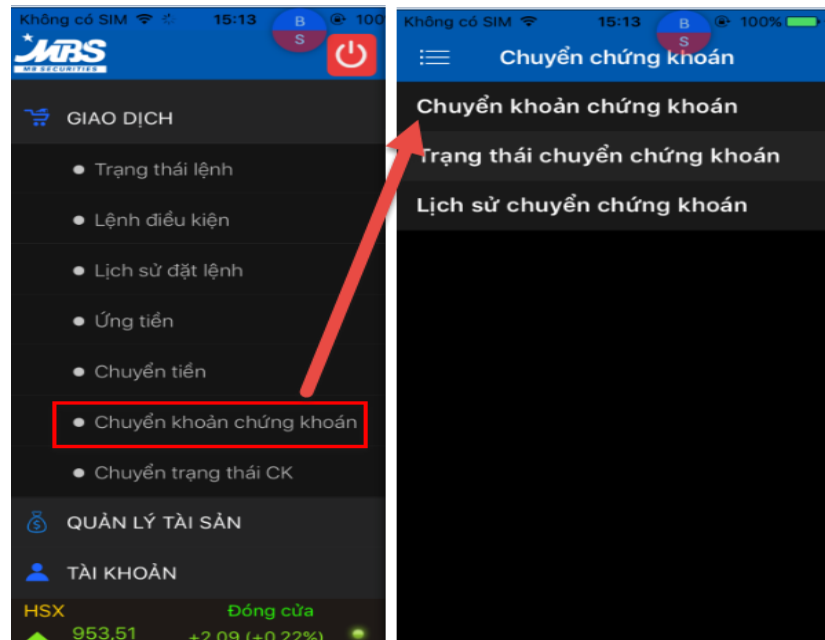 Không có SIM 15:13 B 100
S
MBS
MB SECURITIES
GIAO DỊCH
Trạng thái lệnh
Lệnh điều kiện
Lịch sử đặt lệnh
Ứng tiền
Chuyển tiền
Chuyển khoản chứng khoán
Chuyển trạng thái CK
QUẢN LÝ TÀI SẢN
TÀI KHOẢN
HSX Đóng cửa
953,51 +2,09 (+0,22%)
Không có SIM 15:13 B 100%
S
Chuyển chứng khoán
Chuyển khoản chứng khoán
Trạng thái chuyển chứng khoán
Lịch sử chuyển chứng khoán